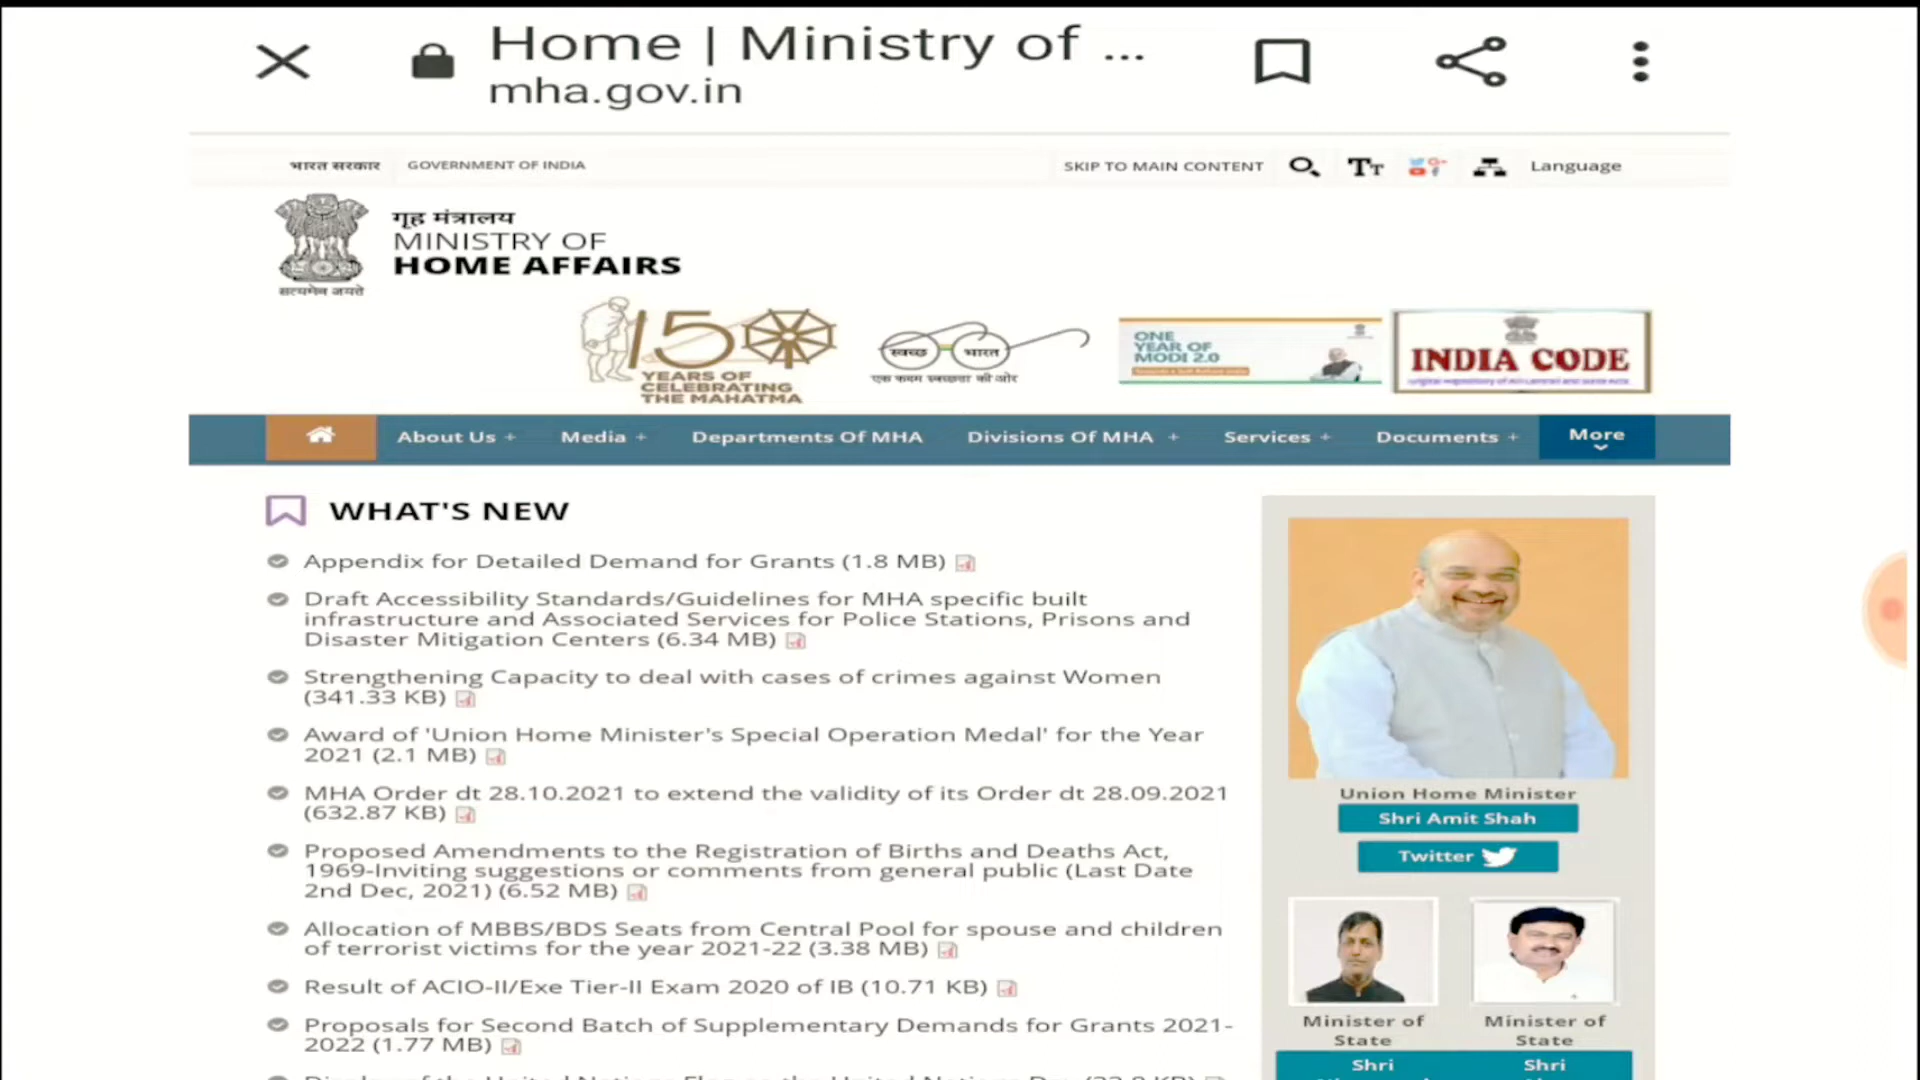 Home | Ministry of ...
mha.gov.in
भारत सरकार GOVERNMENT OF INDIA SKIP TO MAIN CONTENT TT Language
गृह मंत्रालय
MINISTRY OF
HOME AFFAIRS
सत्यमेव जयते
150
YEARS OF
CELEBRATING
THE MAHATMA
स्वच्छ भारत
एक कदम स्वच्छता की ओर
ONE
YEAR OF
MODI 2.0
INDIA CODE
About Us + Media + Departments Of MHA Divisions Of MHA + Services + Documents + More
WHAT'S NEW
Appendix for Detailed Demand for Grants (1.8 MB)
Draft Accessibility Standards/Guidelines for MHA specific built
infrastructure and Associated Services for Police Stations, Prisons and
Disaster Mitigation Centers (6.34 MB)
Strengthening Capacity to deal with cases of crimes against Women
(341.33 KB)
Award of 'Union Home Minister's Special Operation Medal' for the Year
2021 (2.1 MB)
MHA Order dt 28.10.2021 to extend the validity of its Order dt 28.09.2021
(632.87 KB)
Proposed Amendments to the Registration of Births and Deaths Act,
1969-Inviting suggestions or comments from general public (Last Date
2nd Dec, 2021) (6.52 MB)
Allocation of MBBS/BDS Seats from Central Pool for spouse and children
of terrorist victims for the year 2021-22 (3.38 MB)
Result of ACIO-II/Exe Tier-II Exam 2020 of IB (10.71 KB)
Proposals for Second Batch of Supplementary Demands for Grants 2021-
2022 (1.77 MB)
Union Home Minister
Shri Amit Shah
Twitter
Minister of
State
Shri
Minister of
State
Shri